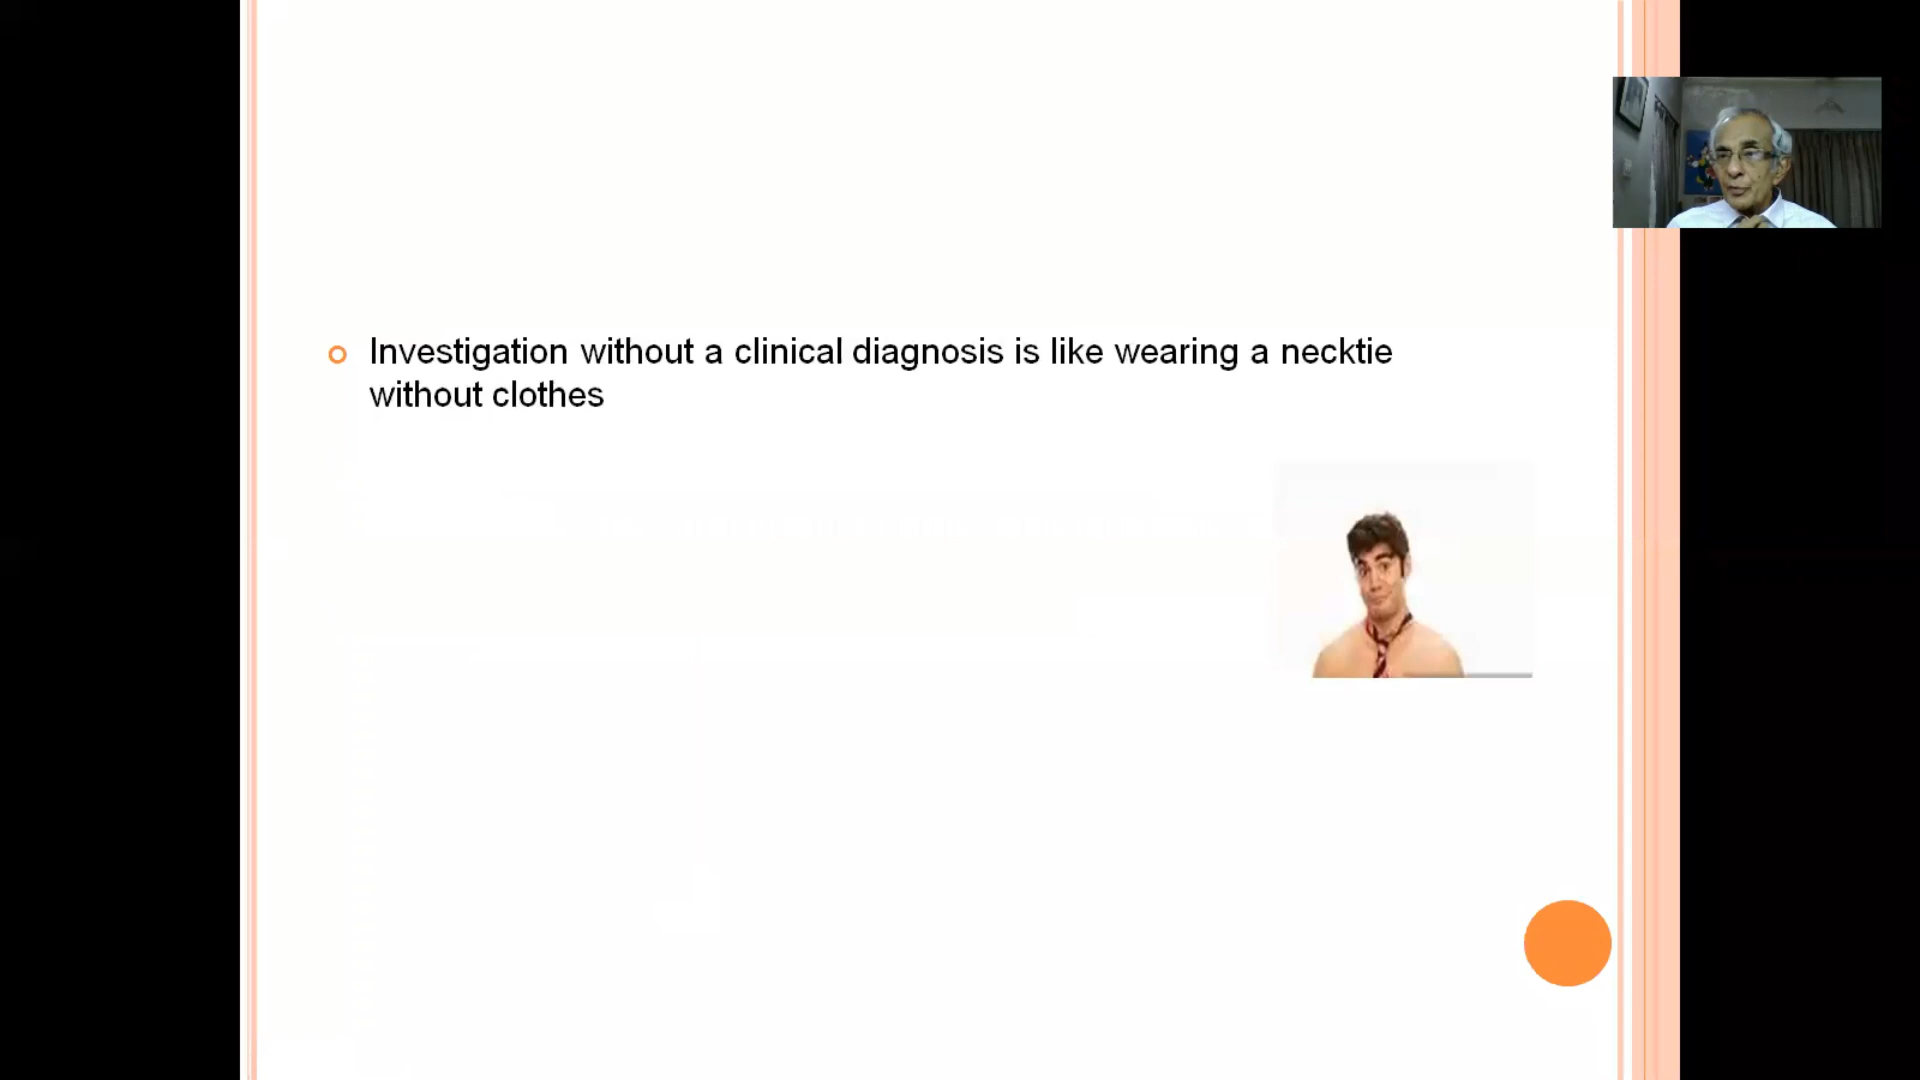 Investigation without a clinical diagnosis is like wearing a necktie
without clothes